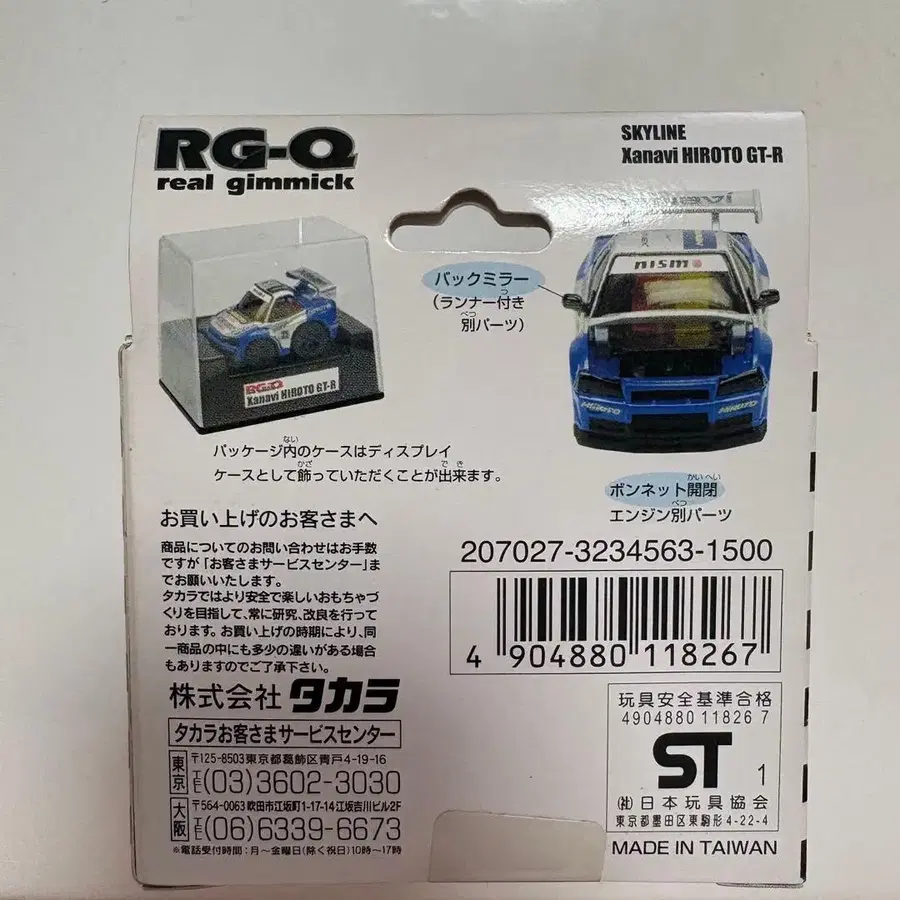 RG-Q
real gimmick
SKYLINE
Xanavi HIROTO GT-R
nismo
バックミラー
(ランナー付き
別パーツ)
RG-Q
Xanavi HIROTO GT-R
HIROTO
パッケージ内のケースはディスプレイ
ケースとして飾っていただくことが出来ます。
ボンネット開閉
エンジン別パーツ
お買い上げのお客さまへ
商品についてのお問い合わせはお手数
ですが「お客さまサービスセンター」ま
でお願いいたします。
タカラではより安全で楽しいおもちゃづ
くりを目指して、常に研究、改良を行って
おります。お買い上げの時期により、同
一商品の中にも多少の違いがある場合
もありますのでご了承下さい。
株式会社 タカラ
タカラお客さまサービスセンター
東京
〒125-8503東京都葛飾区青戸4-19-16
TEL(03)3602-3030
大阪
〒564-0063吹田市江坂町1-17-14江坂吉川ビル2F
TEL(06)6339-6673
※電話受付時間：月～金曜日(除く祝日)10時～17時
207027-3234563-1500
4 904880 118267
玩具安全基準合格
4904880 11826 7
ST 1
(社)日本玩具協会
東京都墨田区東駒形4-22-4
MADE IN TAIWAN